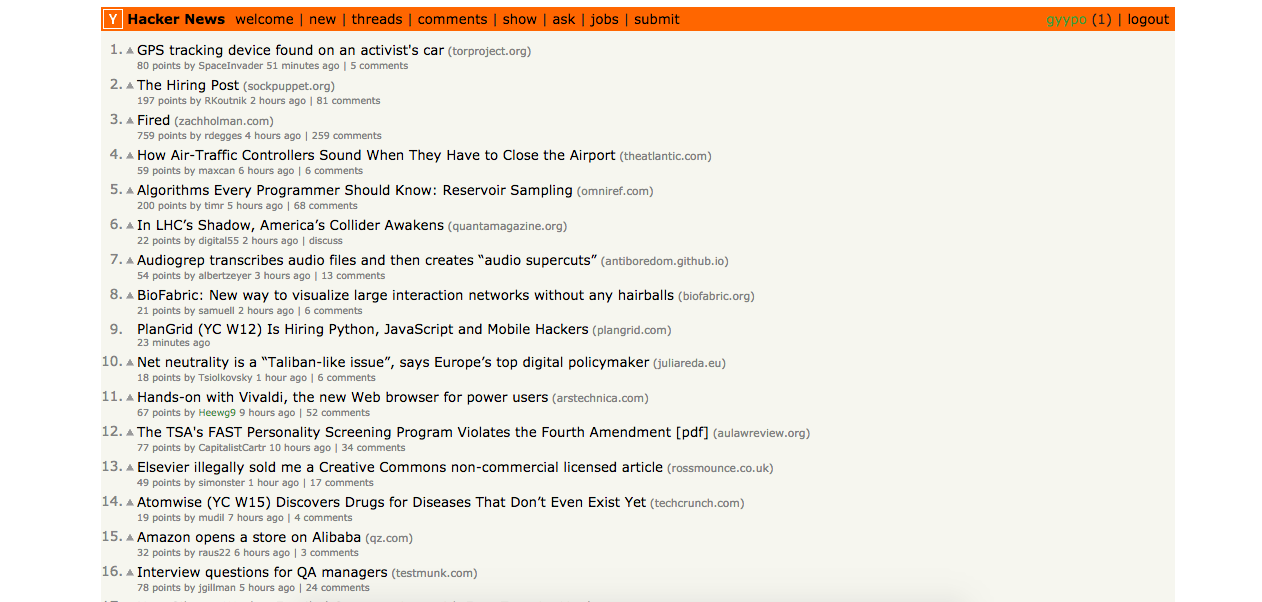 Y Hacker News welcome | new | threads | comments | show | ask | jobs | submit gyypo (1) | logout
1. GPS tracking device found on an activist's car (torproject.org)
80 points by SpaceInvader 51 minutes ago | 5 comments
2. The Hiring Post (sockpuppet.org)
197 points by RKoutnik 2 hours ago | 81 comments
3. Fired (zachholman.com)
759 points by rdegges 4 hours ago | 259 comments
4. How Air-Traffic Controllers Sound When They Have to Close the Airport (theatlantic.com)
59 points by maxcan 6 hours ago | 6 comments
5. Algorithms Every Programmer Should Know: Reservoir Sampling (omniref.com)
200 points by timr 5 hours ago | 68 comments
6. In LHC’s Shadow, America’s Collider Awakens (quantamagazine.org)
22 points by digital55 2 hours ago | discuss
7. Audiogrep transcribes audio files and then creates “audio supercuts” (antiboredom.github.io)
54 points by albertzeyer 3 hours ago | 13 comments
8. BioFabric: New way to visualize large interaction networks without any hairballs (biofabric.org)
21 points by samuell 2 hours ago | 6 comments
9. PlanGrid (YC W12) Is Hiring Python, JavaScript and Mobile Hackers (plangrid.com)
23 minutes ago
10. Net neutrality is a “Taliban-like issue”, says Europe’s top digital policymaker (juliareda.eu)
18 points by Tsiolkovsky 1 hour ago | 6 comments
11. Hands-on with Vivaldi, the new Web browser for power users (arstechnica.com)
67 points by Heewg9 9 hours ago | 52 comments
12. The TSA's FAST Personality Screening Program Violates the Fourth Amendment [pdf] (aulawreview.org)
77 points by CapitalistCartr 10 hours ago | 34 comments
13. Elsevier illegally sold me a Creative Commons non-commercial licensed article (rossmounce.co.uk)
49 points by simonster 1 hour ago | 17 comments
14. Atomwise (YC W15) Discovers Drugs for Diseases That Don’t Even Exist Yet (techcrunch.com)
19 points by mudil 7 hours ago | 4 comments
15. Amazon opens a store on Alibaba (qz.com)
32 points by raus22 6 hours ago | 3 comments
16. Interview questions for QA managers (testmunk.com)
78 points by jgillman 5 hours ago | 24 comments